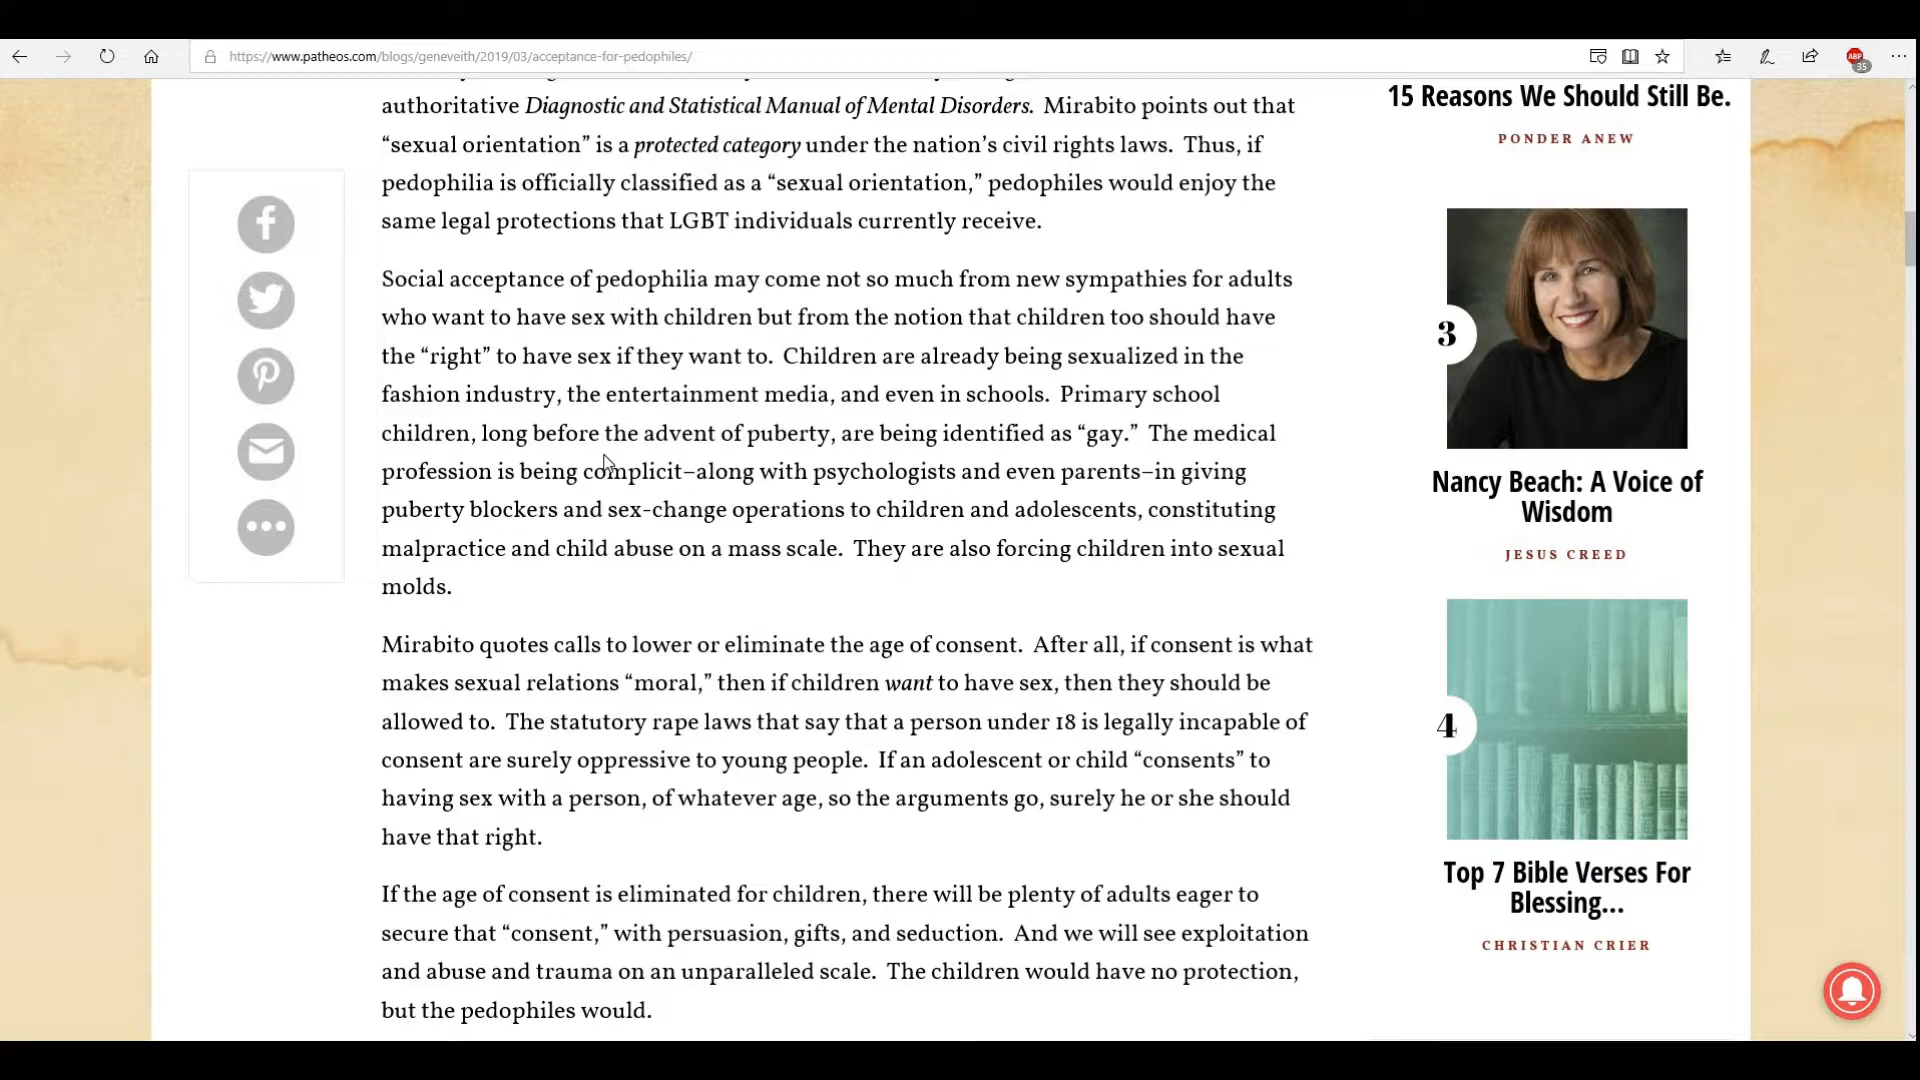 https://www.patheos.com/blogs/geneveith/2019/03/acceptance-for-pedophiles/
ABP
35
authoritative Diagnostic and Statistical Manual of Mental Disorders.  Mirabito points out that
“sexual orientation” is a protected category under the nation’s civil rights laws.  Thus, if
pedophilia is officially classified as a “sexual orientation,” pedophiles would enjoy the
same legal protections that LGBT individuals currently receive.
Social acceptance of pedophilia may come not so much from new sympathies for adults
who want to have sex with children but from the notion that children too should have
the “right” to have sex if they want to.  Children are already being sexualized in the
fashion industry, the entertainment media, and even in schools.  Primary school
children, long before the advent of puberty, are being identified as “gay.”  The medical
profession is being complicit–along with psychologists and even parents–in giving
puberty blockers and sex-change operations to children and adolescents, constituting
malpractice and child abuse on a mass scale.  They are also forcing children into sexual
molds.
Mirabito quotes calls to lower or eliminate the age of consent.  After all, if consent is what
makes sexual relations “moral,” then if children want to have sex, then they should be
allowed to.  The statutory rape laws that say that a person under 18 is legally incapable of
consent are surely oppressive to young people.  If an adolescent or child “consents” to
having sex with a person, of whatever age, so the arguments go, surely he or she should
have that right.
If the age of consent is eliminated for children, there will be plenty of adults eager to
secure that “consent,” with persuasion, gifts, and seduction.  And we will see exploitation
and abuse and trauma on an unparalleled scale.  The children would have no protection,
but the pedophiles would.
15 Reasons We Should Still Be.
PONDER ANEW
3
Nancy Beach: A Voice of
Wisdom
JESUS CREED
4
Top 7 Bible Verses For
Blessing...
CHRISTIAN CRIER